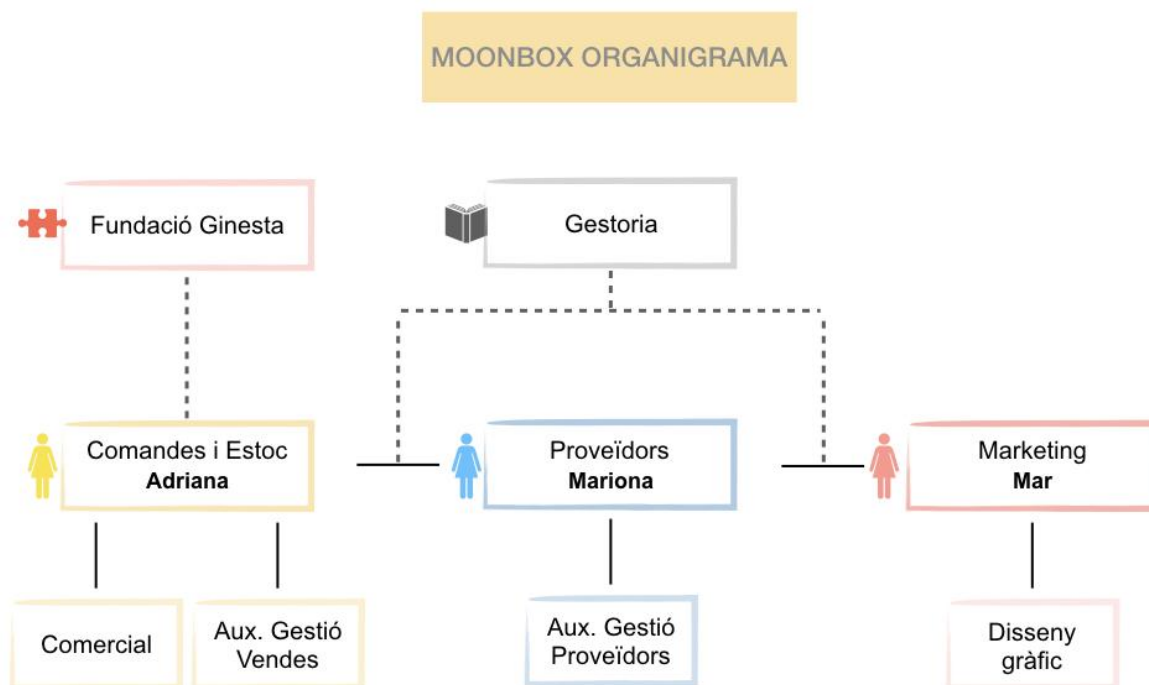 MOONBOX ORGANIGRAMA
Fundació Ginesta
Gestoria
Comandes i Estoc
Adriana
Proveïdors
Mariona
Marketing
Mar
Comercial
Aux. Gestió
Vendes
Aux. Gestió
Proveïdors
Disseny
gràfic